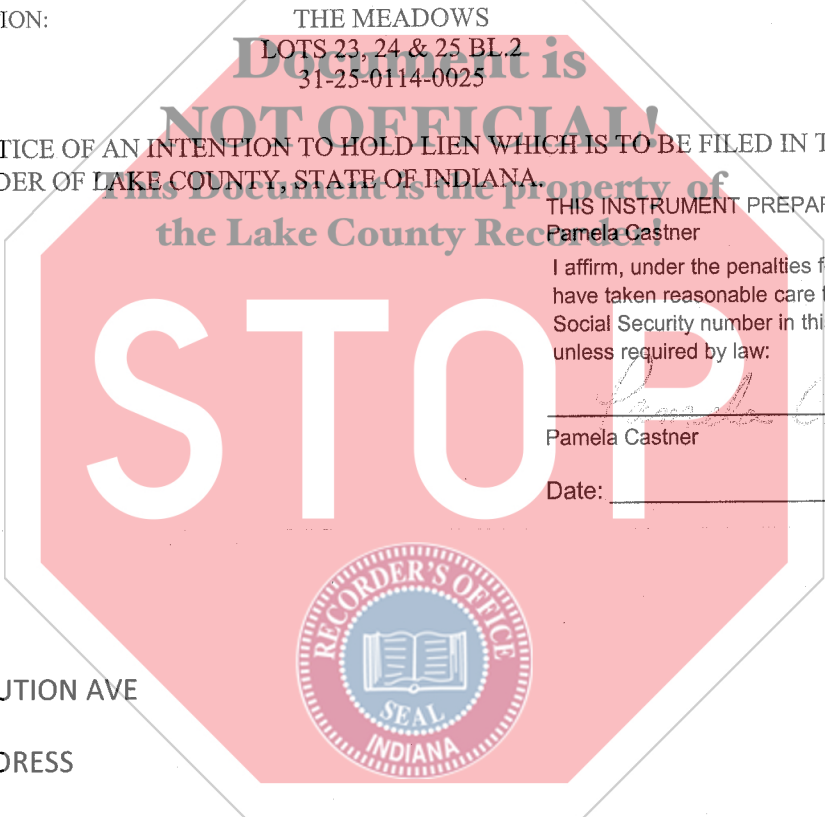 ION:
THE MEADOWS
LOTS 23, 24 & 25 BL.2
31-25-0114-0025
Document is
NOT OFFICIAL!
This Document is the property of
the Lake County Recorder!
TICE OF AN INTENTION TO HOLD LIEN WHICH IS TO BE FILED IN T
DER OF LAKE COUNTY, STATE OF INDIANA.
THIS INSTRUMENT PREPAR
Pamela Castner
I affirm, under the penalties f
have taken reasonable care t
Social Security number in thi
unless required by law:
Pamela C
Pamela Castner
Date:
STOP
RECORDER'S OFFICE
SEAL
INDIANA
UTION AVE
DRESS